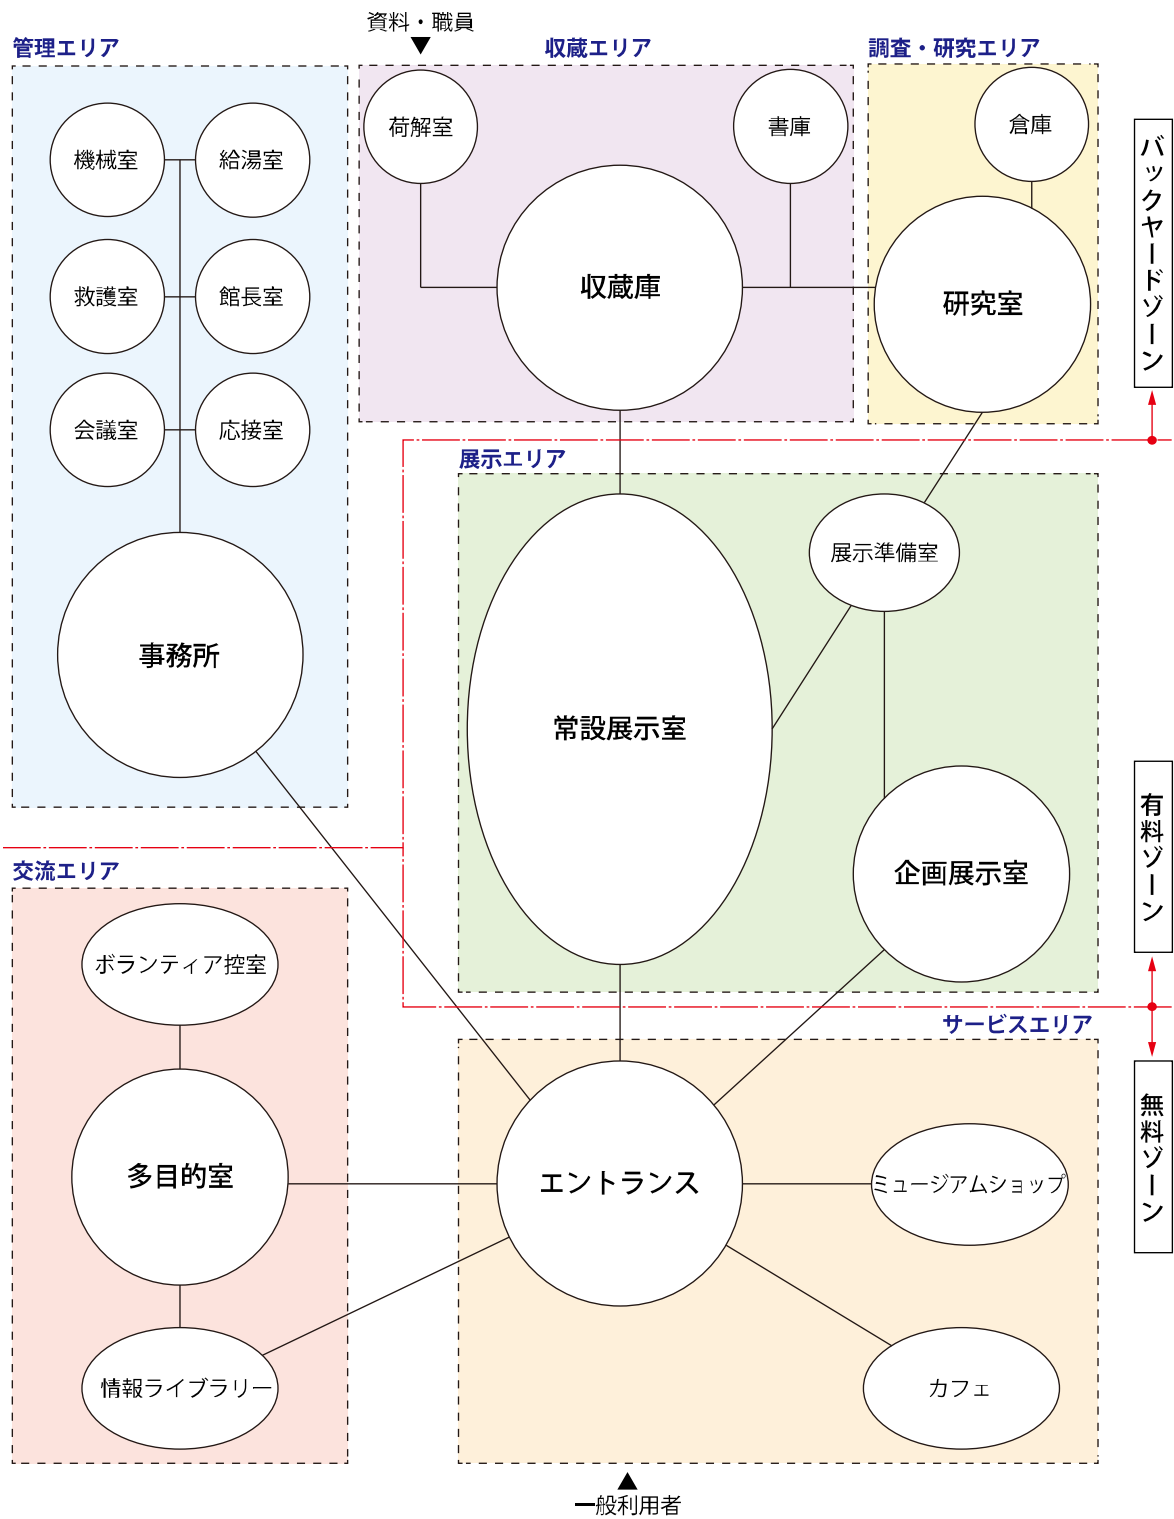 資料・職員
管理エリア
収蔵エリア
調査・研究エリア
機械室
給湯室
救護室
館長室
会議室
応接室
事務所
荷解室
書庫
収蔵庫
倉庫
研究室
バックヤードゾーン
展示エリア
展示準備室
常設展示室
企画展示室
有料ゾーン
交流エリア
ボランティア控室
多目的室
情報ライブラリー
サービスエリア
エントランス
ミュージアムショップ
カフェ
無料ゾーン
一般利用者